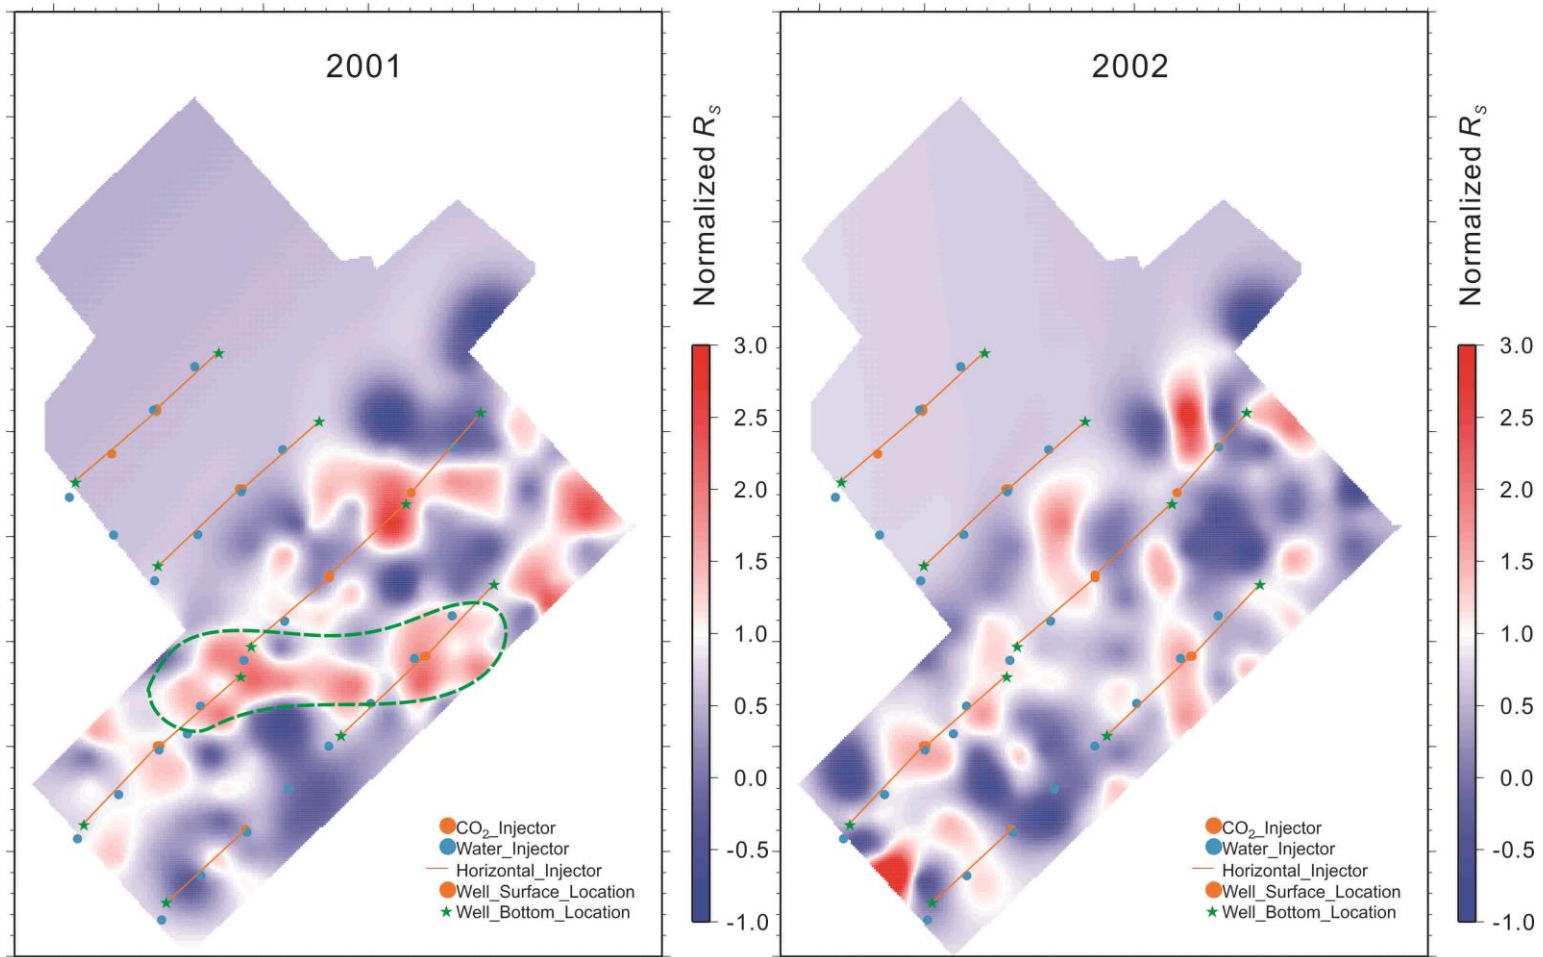 2001
Normalized Rs
3.0
2.5
2.0
1.5
1.0
0.5
0.0
-0.5
-1.0
CO2_Injector
Water_Injector
Horizontal_Injector
Well_Surface_Location
Well_Bottom_Location
2002
Normalized Rs
3.0
2.5
2.0
1.5
1.0
0.5
0.0
-0.5
-1.0
CO2_Injector
Water_Injector
Horizontal_Injector
Well_Surface_Location
Well_Bottom_Location